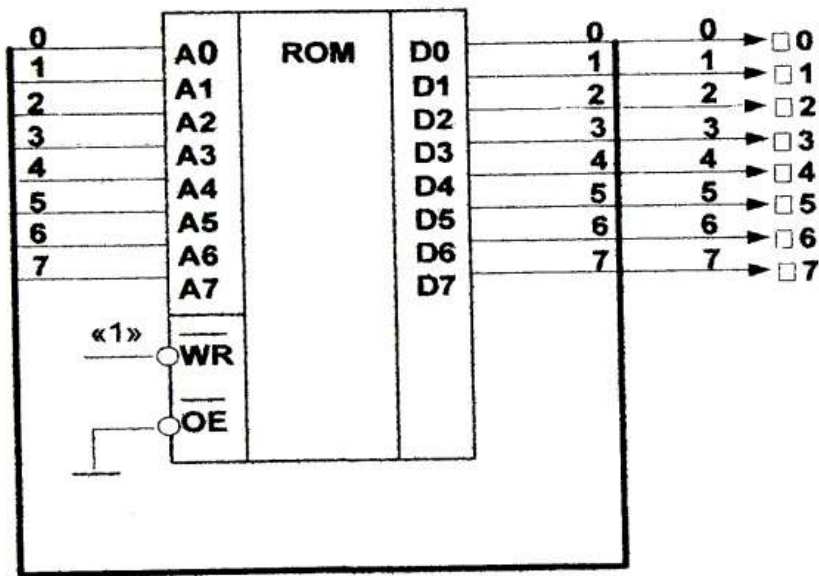 0 A0 ROM D0 0 0 □ 0
1 A1 D1 1 1 □ 1
2 A2 D2 2 2 □ 2
3 A3 D3 3 3 □ 3
4 A4 D4 4 4 □ 4
5 A5 D5 5 5 □ 5
6 A6 D6 6 6 □ 6
7 A7 D7 7 7 □ 7
«1» W̅R̅
O̅E̅